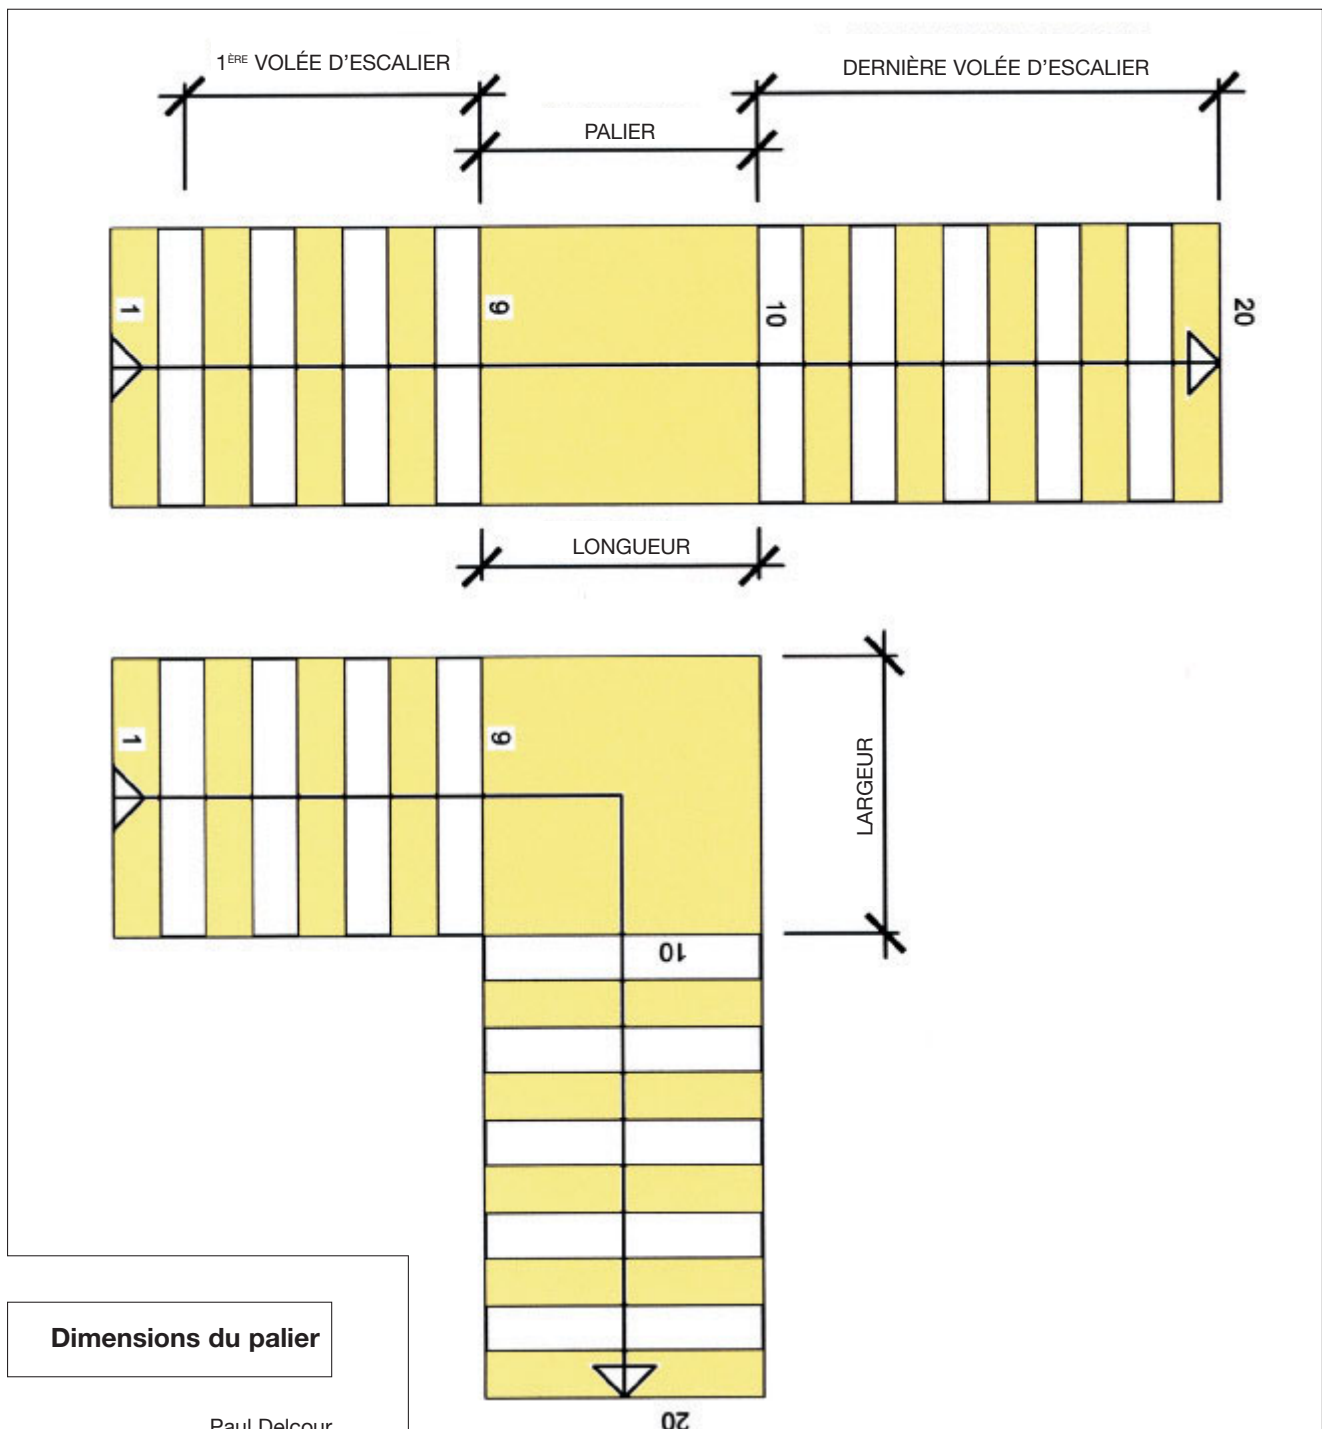 1ÈRE VOLÉE D'ESCALIER
DERNIÈRE VOLÉE D'ESCALIER
PALIER
1
9
10
20
LONGUEUR
1
9
LARGEUR
10
20
Dimensions du palier
Paul Delcour